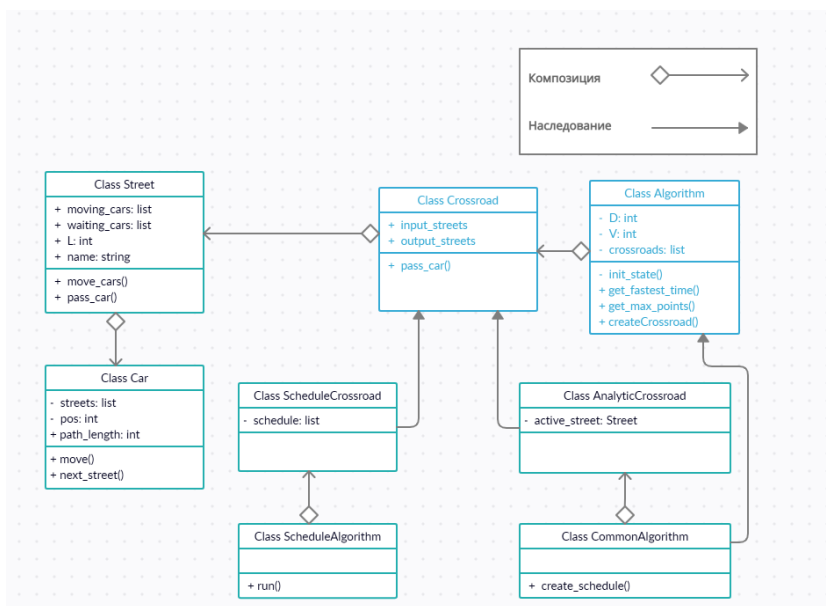 Композиция
Наследование
Class Street
+ moving_cars: list
+ waiting_cars: list
+ L: int
+ name: string
+ move_cars()
+ pass_car()
Class Crossroad
+ input_streets
+ output_streets
+ pass_car()
Class Algorithm
- D: int
- V: int
- crossroads: list
- init_state()
+ get_fastest_time()
+ get_max_points()
+ createCrossroad()
Class Car
- streets: list
- pos: int
+ path_length: int
+ move()
+ next_street()
Class ScheduleCrossroad
- schedule: list
Class AnalyticCrossroad
- active_street: Street
Class ScheduleAlgorithm
+ run()
Class CommonAlgorithm
+ create_schedule()